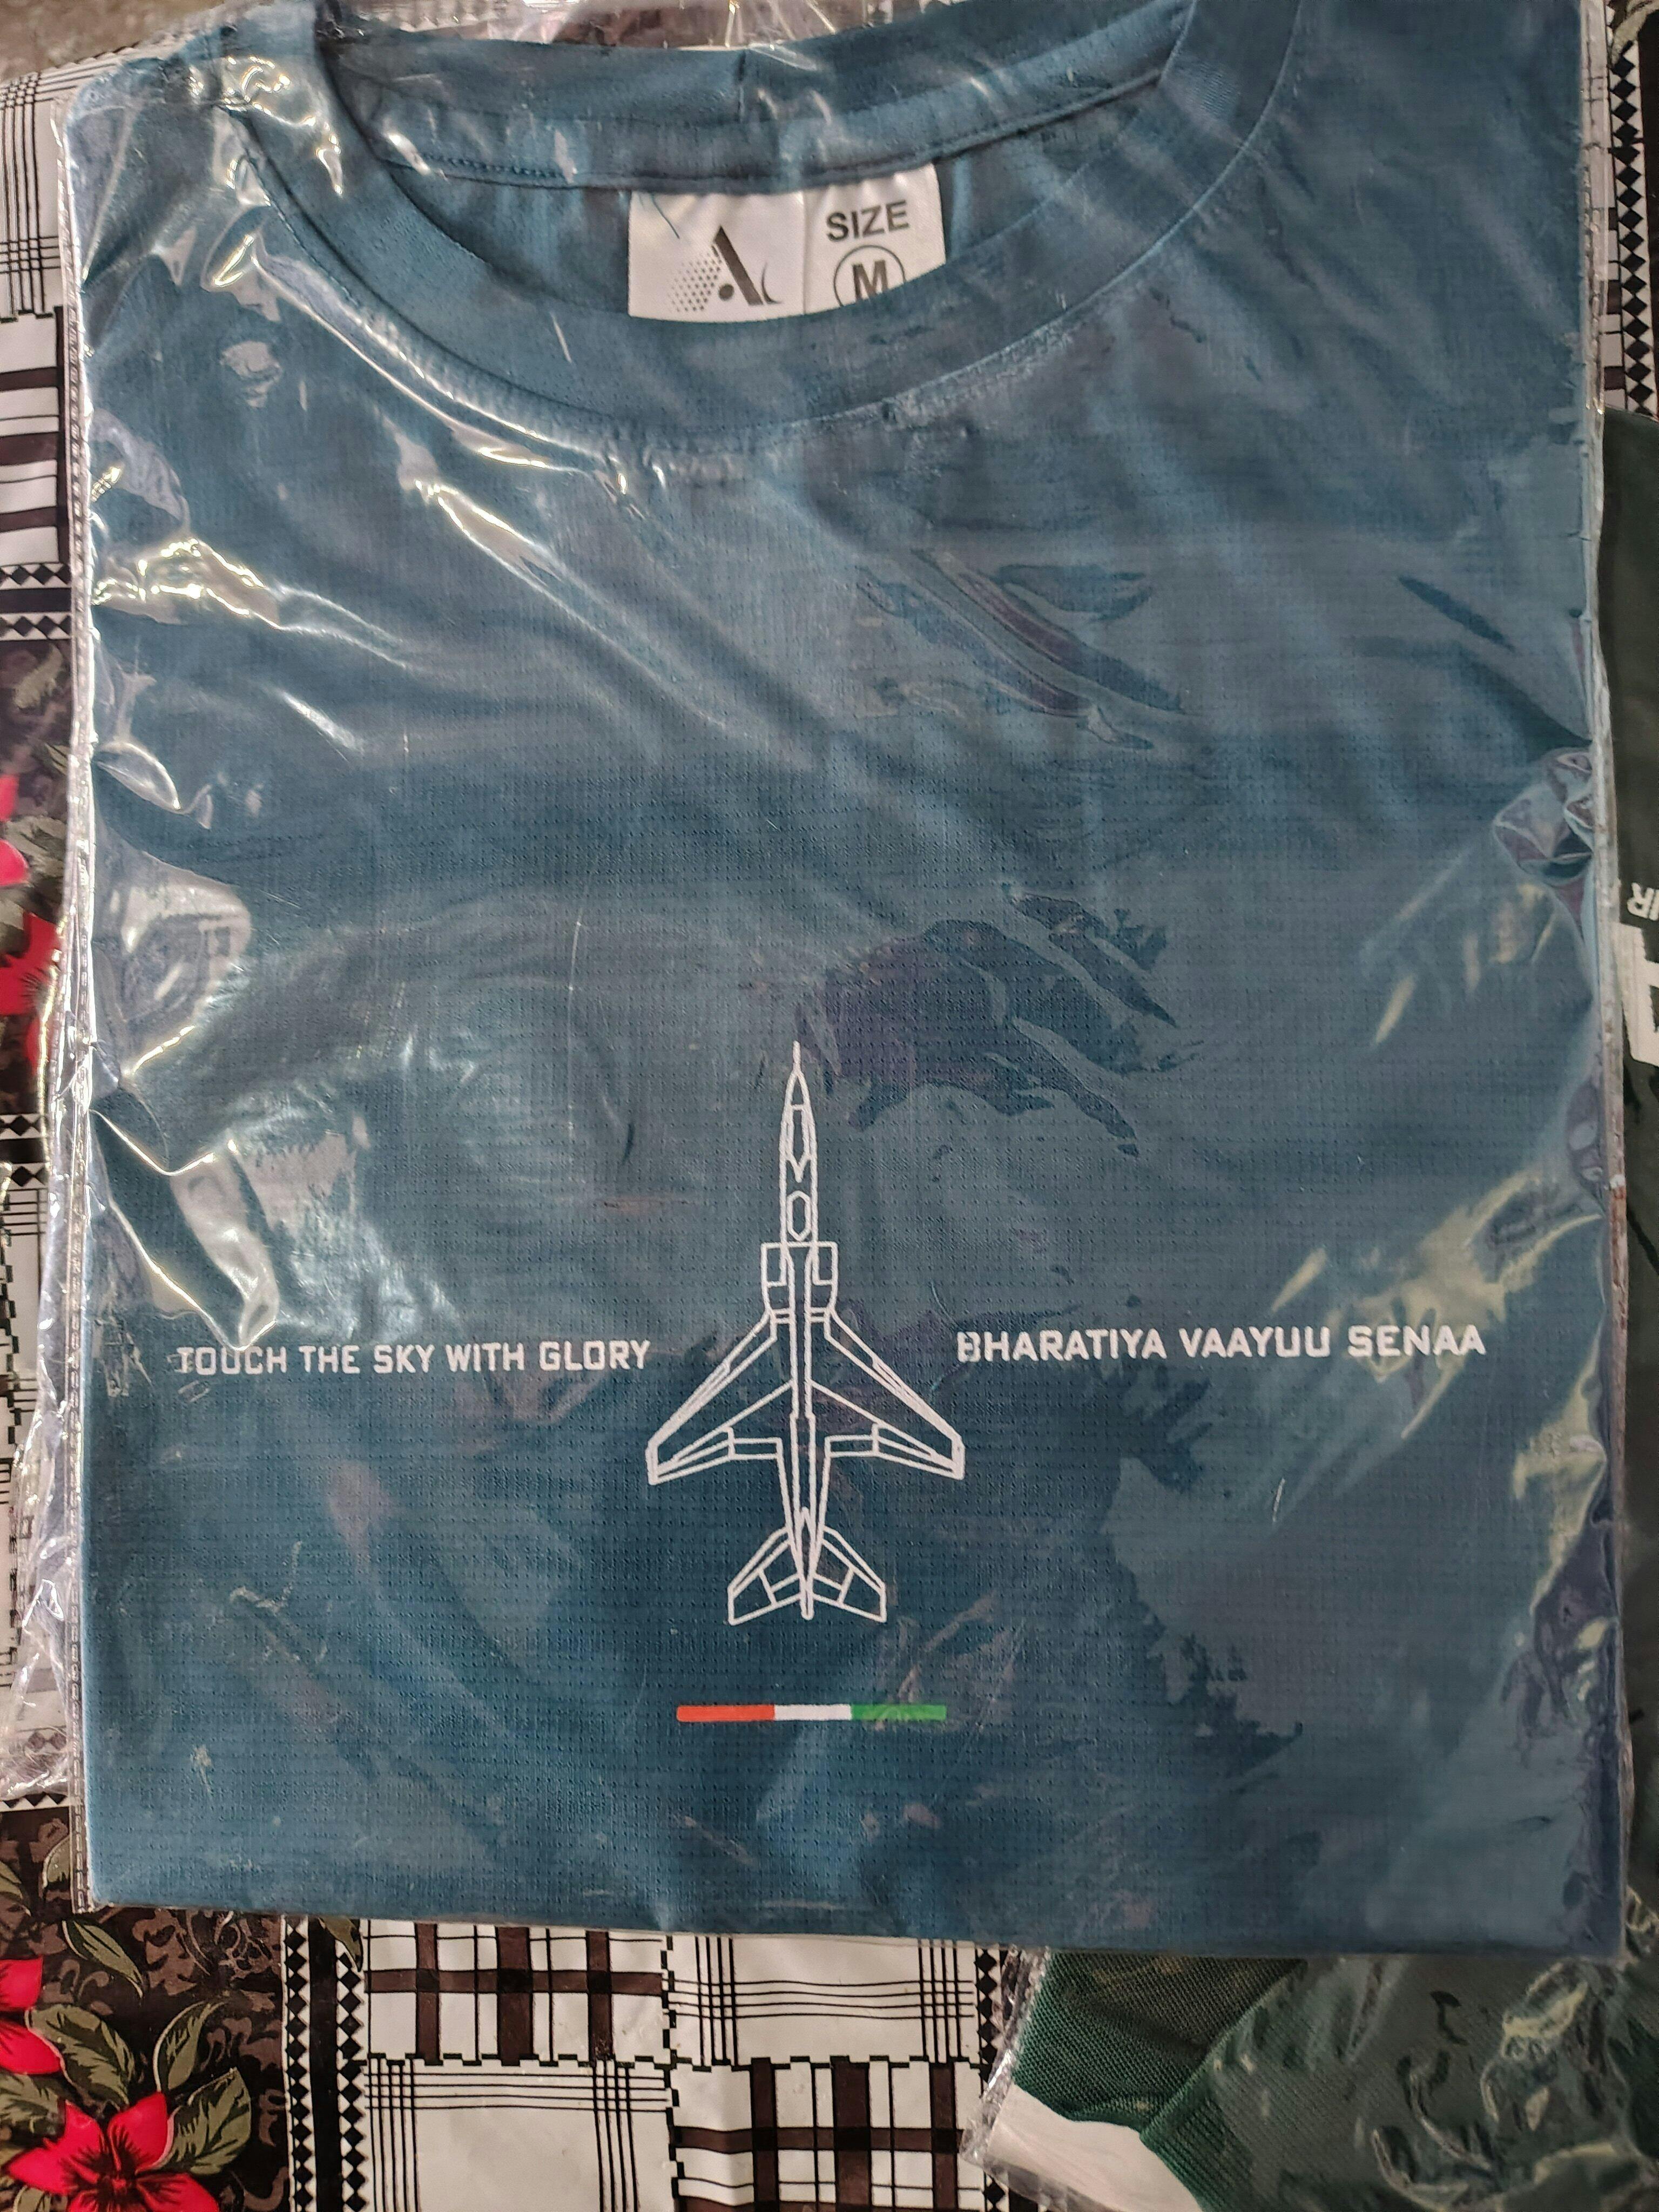 SIZE
M
TOUCH THE SKY WITH GLORY
BHARATIYA VAAYUU SENAA